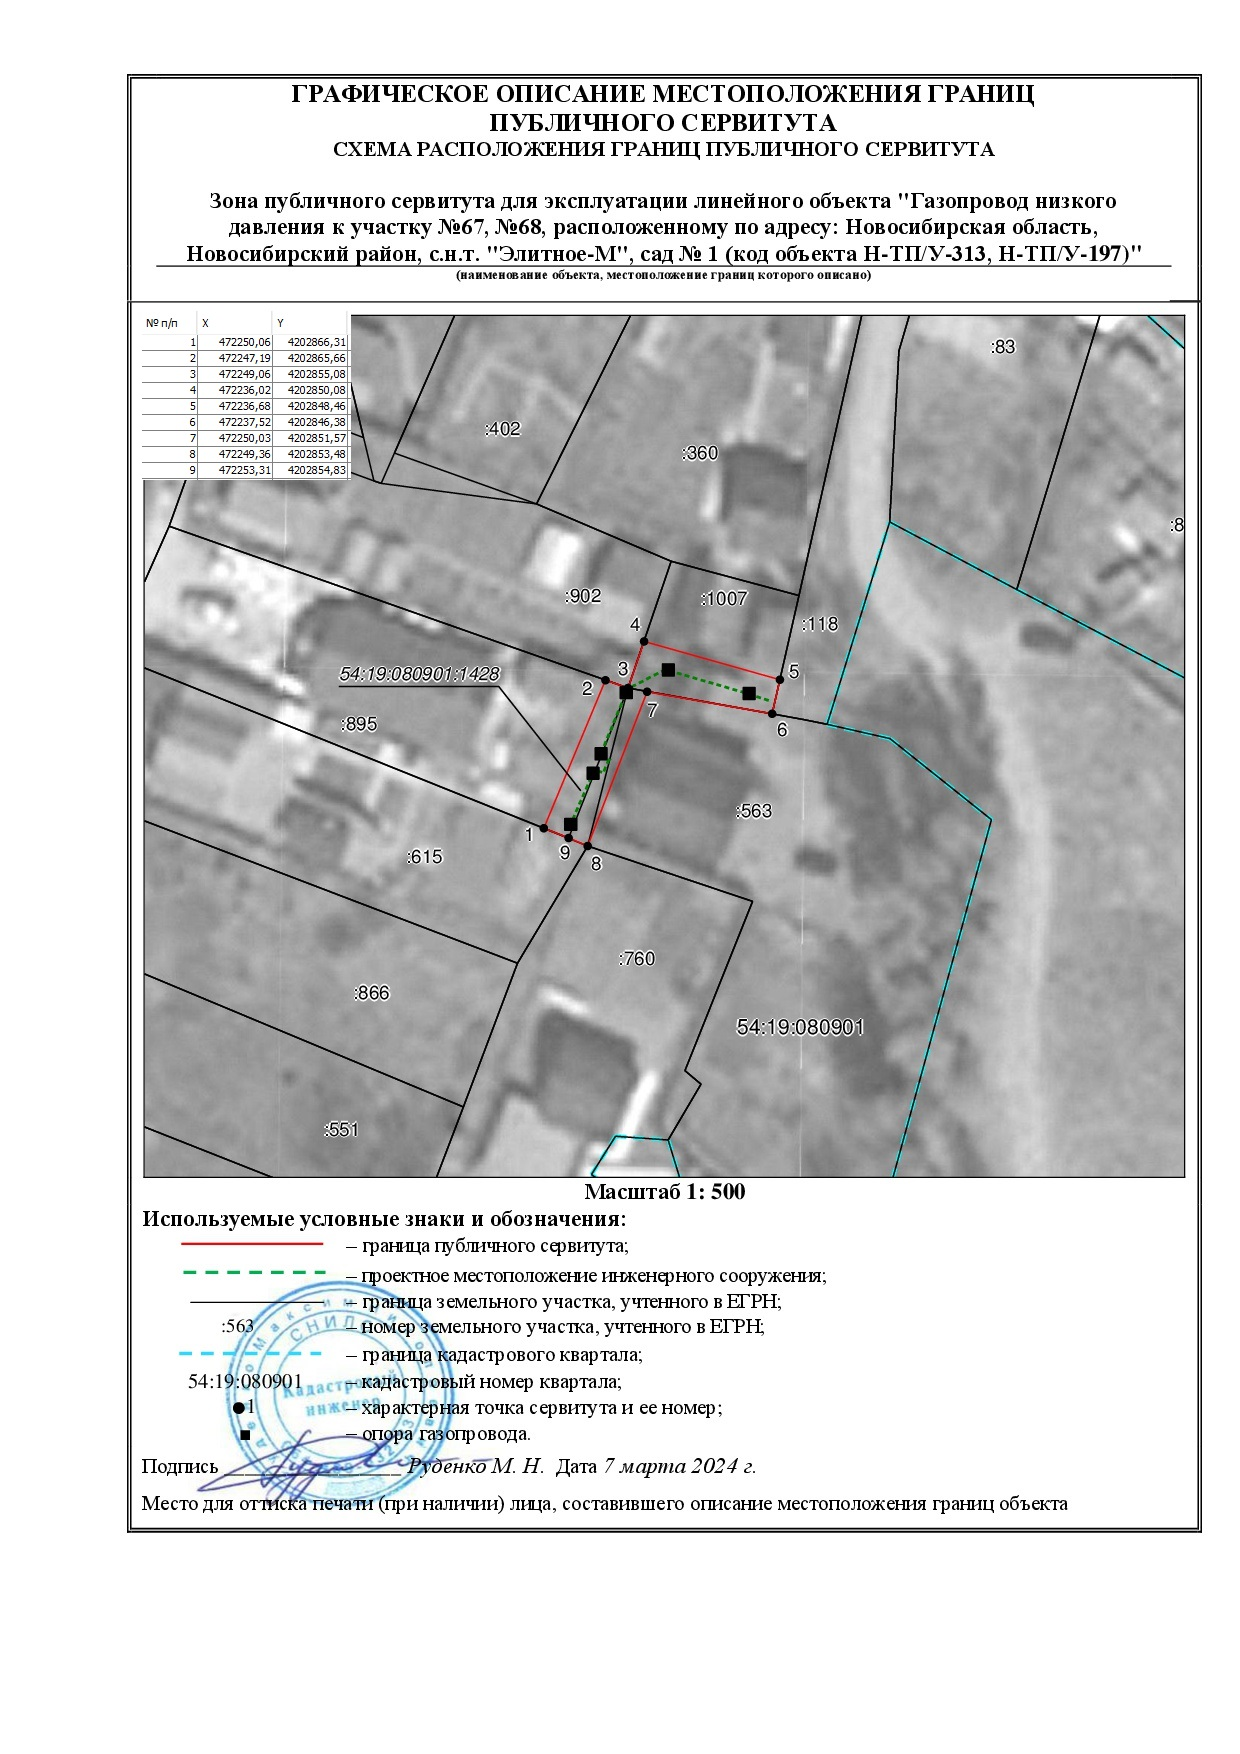 ГРАФИЧЕСКОЕ ОПИСАНИЕ МЕСТОПОЛОЖЕНИЯ ГРАНИЦ
ПУБЛИЧНОГО СЕРВИТУТА
СХЕМА РАСПОЛОЖЕНИЯ ГРАНИЦ ПУБЛИЧНОГО СЕРВИТУТА
Зона публичного сервитута для эксплуатации линейного объекта "Газопровод низкого
давления к участку №67, №68, расположенному по адресу: Новосибирская область,
Новосибирский район, с.н.т. "Элитное-М", сад № 1 (код объекта Н-ТП/У-313, Н-ТП/У-197)"
(наименование объекта, местоположение границ которого описано)
№ п/п X Y
1 472250,06 4202866,31
2 472247,19 4202865,66
3 472249,06 4202855,08
4 472236,02 4202850,08
5 472236,68 4202848,46
6 472237,52 4202846,38
7 472250,03 4202851,57
8 472249,36 4202853,48
9 472253,31 4202854,83
:83
:402
:360
:8
:902
:1007
:118
4
3
5
54:19:080901:1428
2
7
:895
6
:563
1
9
8
:615
:760
:866
54:19:080901
:551
Масштаб 1: 500
Используемые условные знаки и обозначения:
– граница публичного сервитута;
– проектное местоположение инженерного сооружения;
– граница земельного участка, учтенного в ЕГРН;
:563 – номер земельного участка, учтенного в ЕГРН;
– граница кадастрового квартала;
54:19:080901 – кадастровый номер квартала;
1 – характерная точка сервитута и ее номер;
– опора газопровода.
Кадастровый
инженер
Подпись __________________ Руденко М. Н. Дата 7 марта 2024 г.
Место для оттиска печати (при наличии) лица, составившего описание местоположения границ объекта